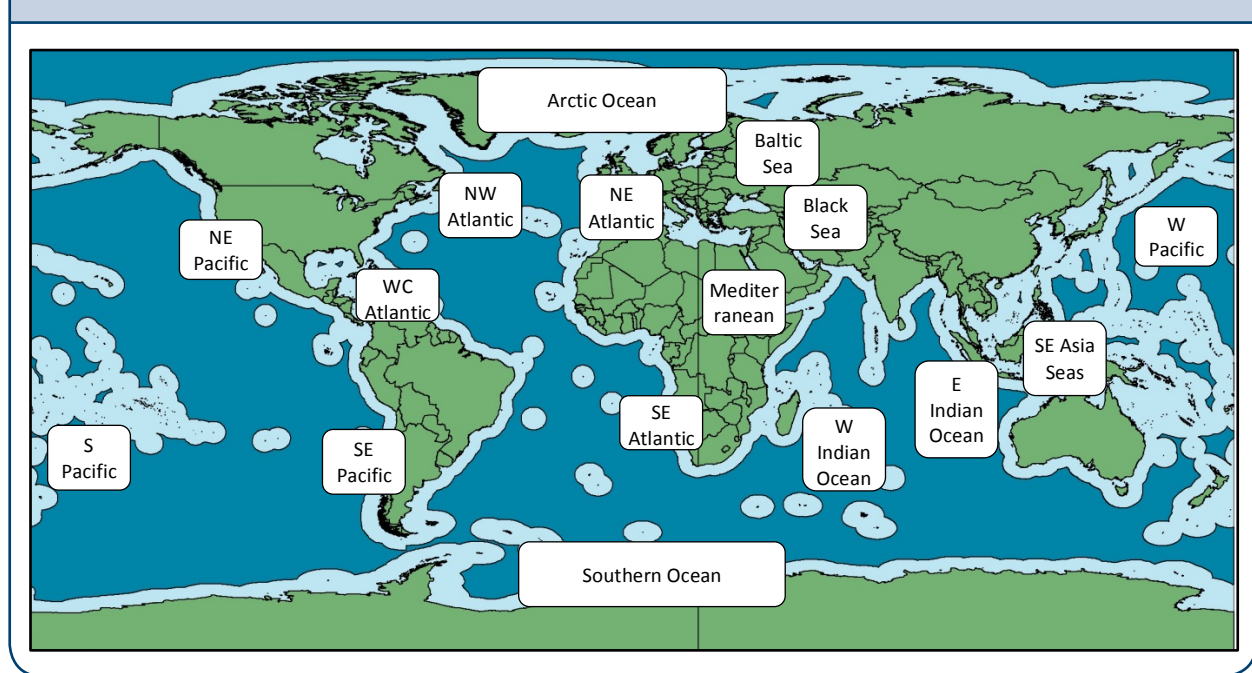 Arctic Ocean
Baltic
Sea
NW
Atlantic
NE
Atlantic
Black
Sea
NE
Pacific
W
Pacific
WC
Atlantic
Mediter
ranean
SE Asia
Seas
E
Indian
Ocean
SE
Atlantic
W
Indian
Ocean
S
Pacific
SE
Pacific
Southern Ocean